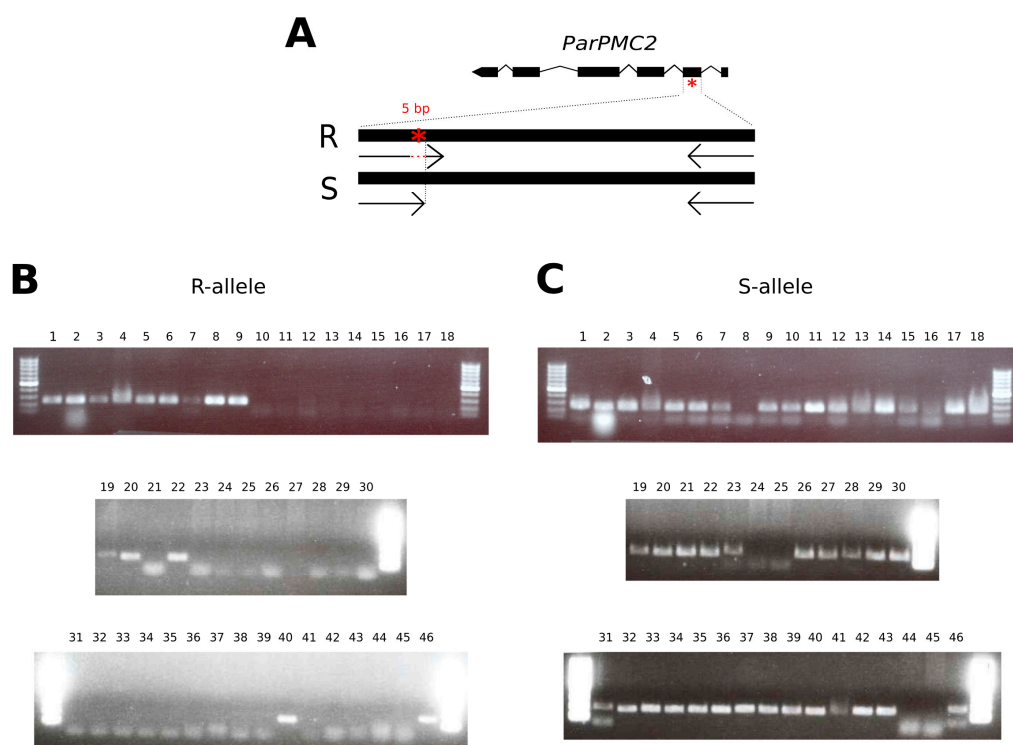 A
ParPMC2
*
5 bp
R
*
S
B
R-allele
1 2 3 4 5 6 7 8 9 10 11 12 13 14 15 16 17 18
19 20 21 22 23 24 25 26 27 28 29 30
31 32 33 34 35 36 37 38 39 40 41 42 43 44 45 46
C
S-allele
1 2 3 4 5 6 7 8 9 10 11 12 13 14 15 16 17 18
19 20 21 22 23 24 25 26 27 28 29 30
31 32 33 34 35 36 37 38 39 40 41 42 43 44 45 46